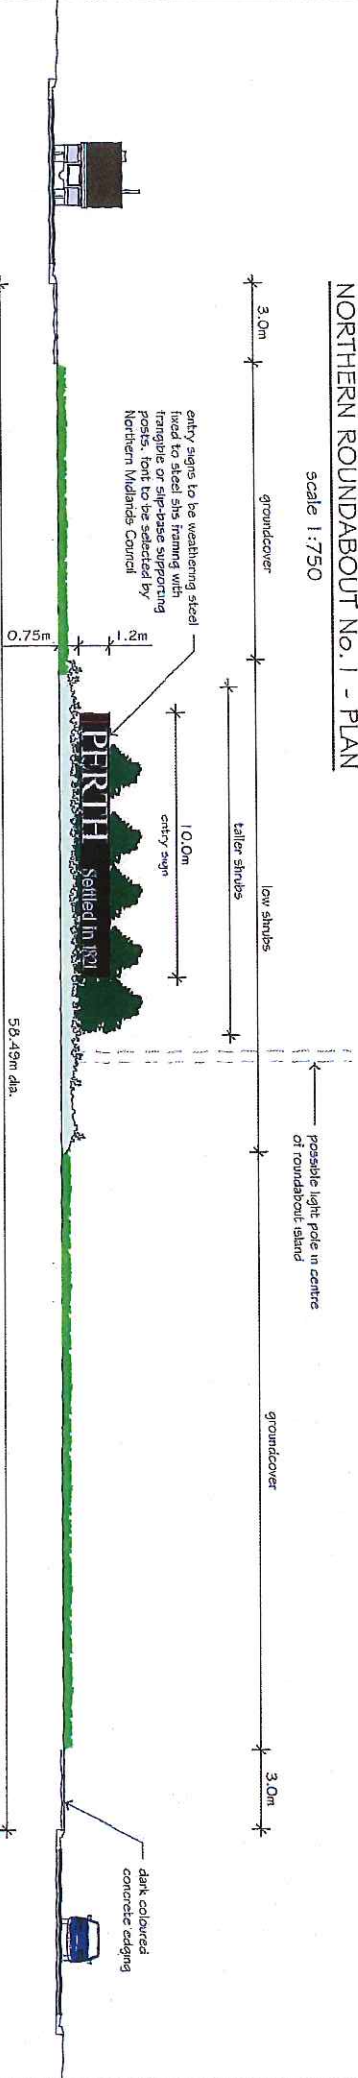 NORTHERN ROUNDABOUT No. 1 - PLAN
scale 1:750
3.0m
groundcover
low shrubs
groundcover
3.0m
taller shrubs
possible light pole in centre
of roundabout island
entry signs to be weathering steel
fixed to steel shs framing with
frangible or slip-base supporting
posts. font to be selected by
Northern Midlands Council
10.0m
entry sign
1.2m
0.75m
PERTH Settled in 1821
dark coloured
concrete edging
58.49m dia.